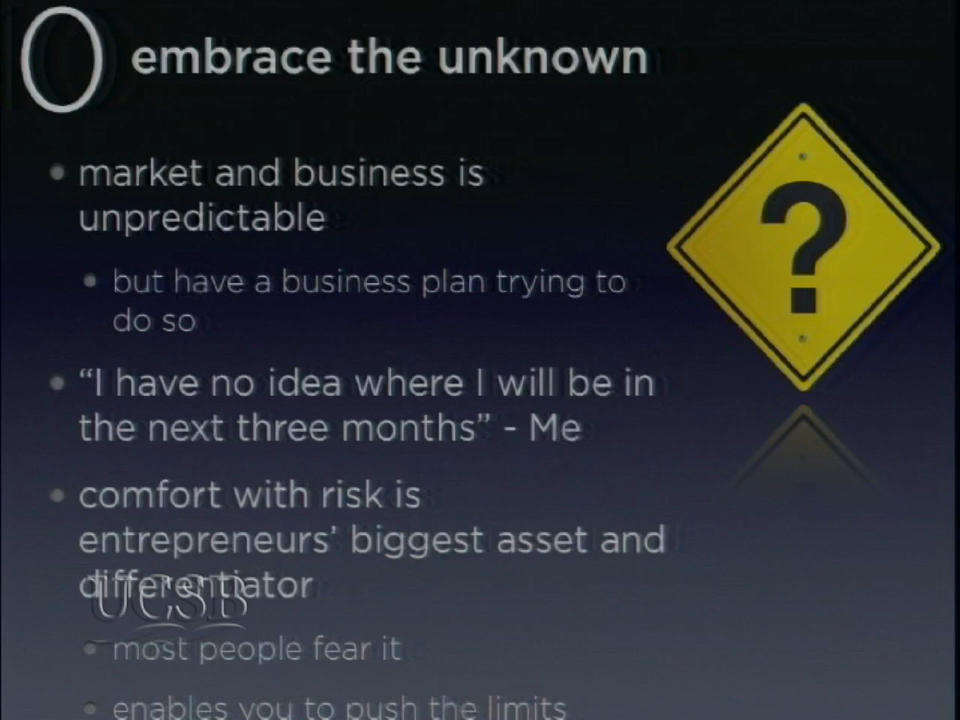 0 embrace the unknown
• market and business is
unpredictable
• but have a business plan trying to
do so
• “I have no idea where I will be in
the next three months” - Me
• comfort with risk is
entrepreneurs’ biggest asset and
differentiator
UCSB
• most people fear it
• enables you to push the limits
?